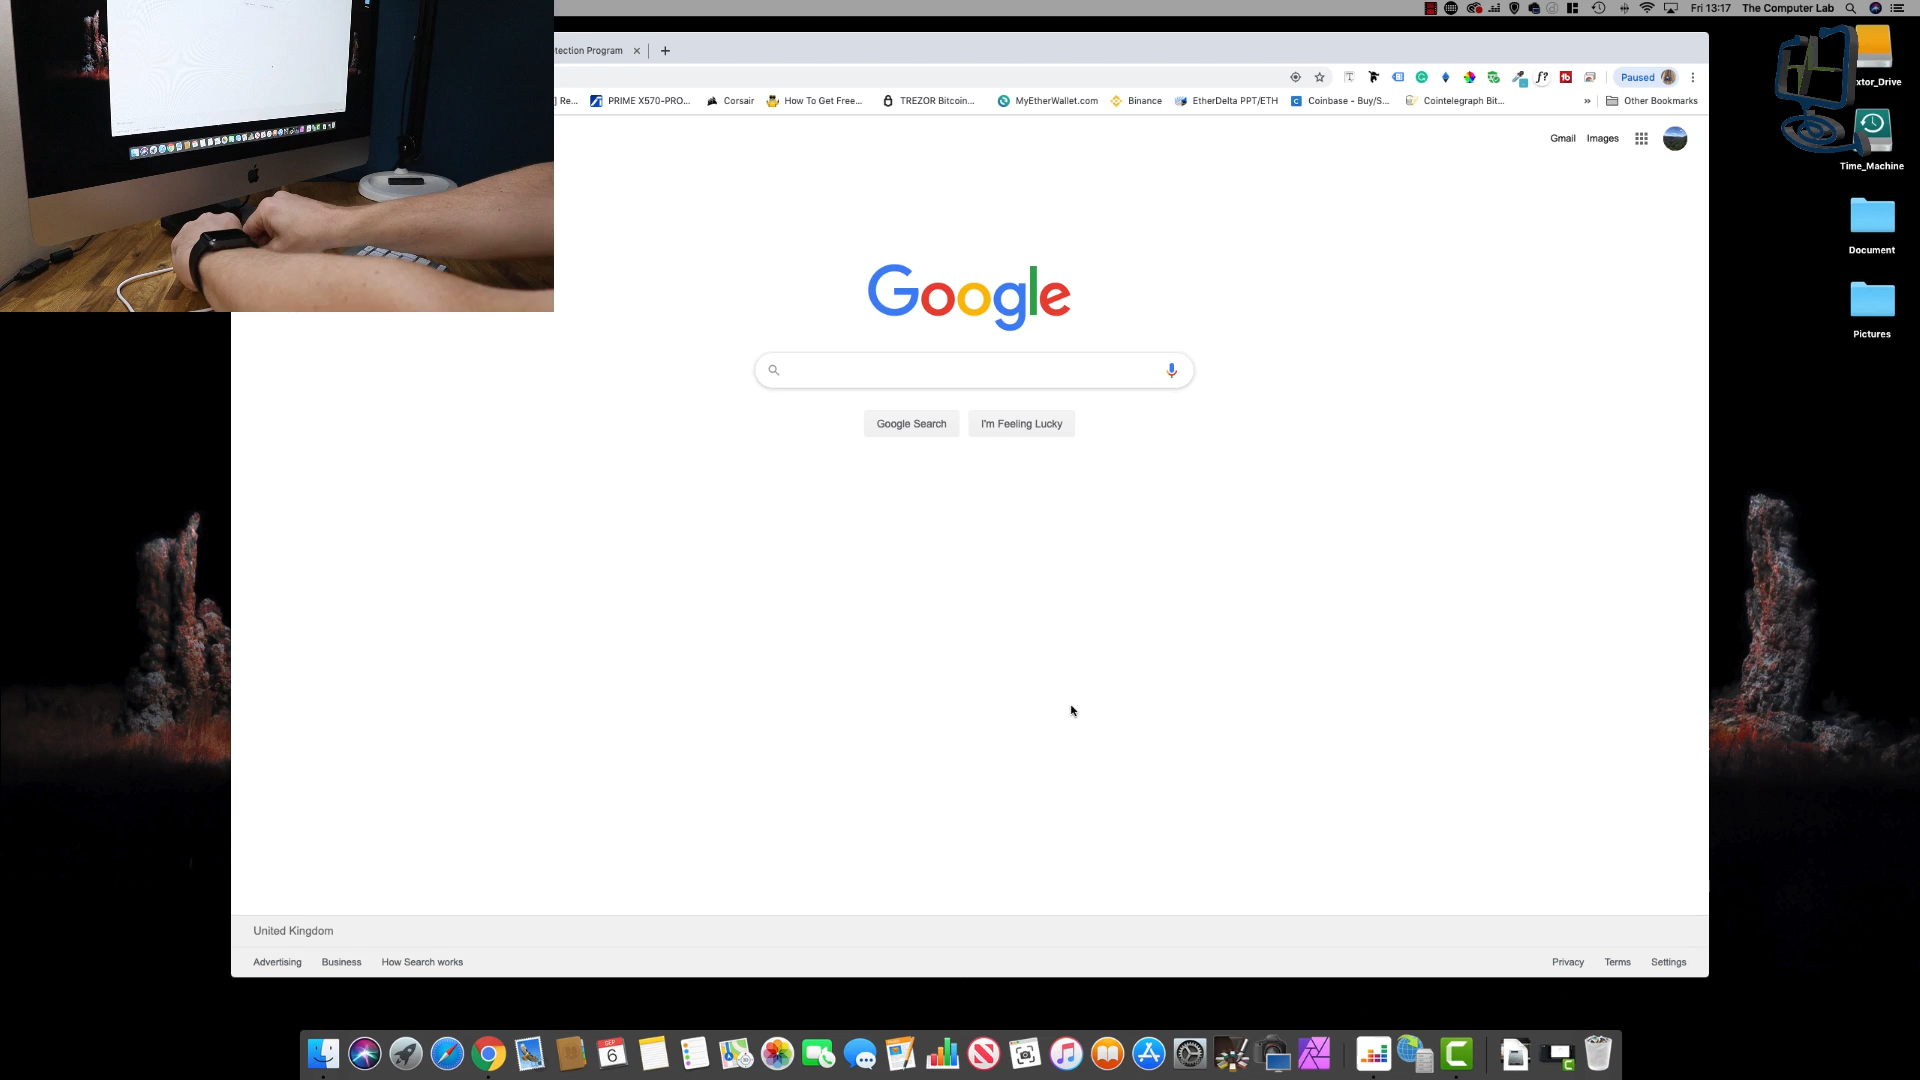 Fri 13:17 The Computer Lab
tection Program
Paused
Re... PRIME X570-PRO... Corsair How To Get Free... TREZOR Bitcoin... MyEtherWallet.com Binance EtherDelta PPT/ETH Coinbase - Buy/S... Cointelegraph Bit... » Other Bookmarks
xtor_Drive
Gmail Images
Time_Machine
Document
Google
Pictures
Google Search I'm Feeling Lucky
United Kingdom
Advertising Business How Search works Privacy Terms Settings
SEP
6